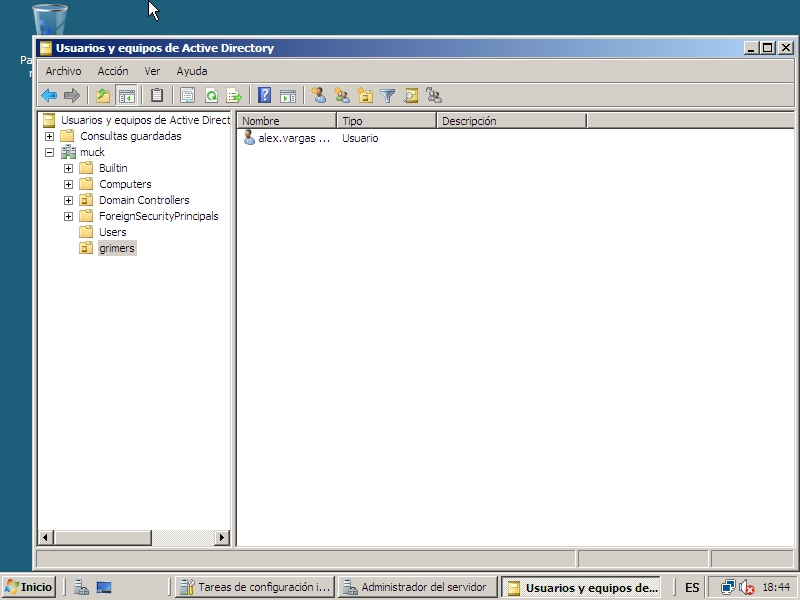 Pa
Usuarios y equipos de Active Directory
Archivo Acción Ver Ayuda
Usuarios y equipos de Active Direct
Consultas guardadas
muck
Builtin
Computers
Domain Controllers
ForeignSecurityPrincipals
Users
grimers
Nombre Tipo Descripción
alex.vargas ... Usuario
Inicio
Tareas de configuración i...
Administrador del servidor
Usuarios y equipos de...
ES
18:44